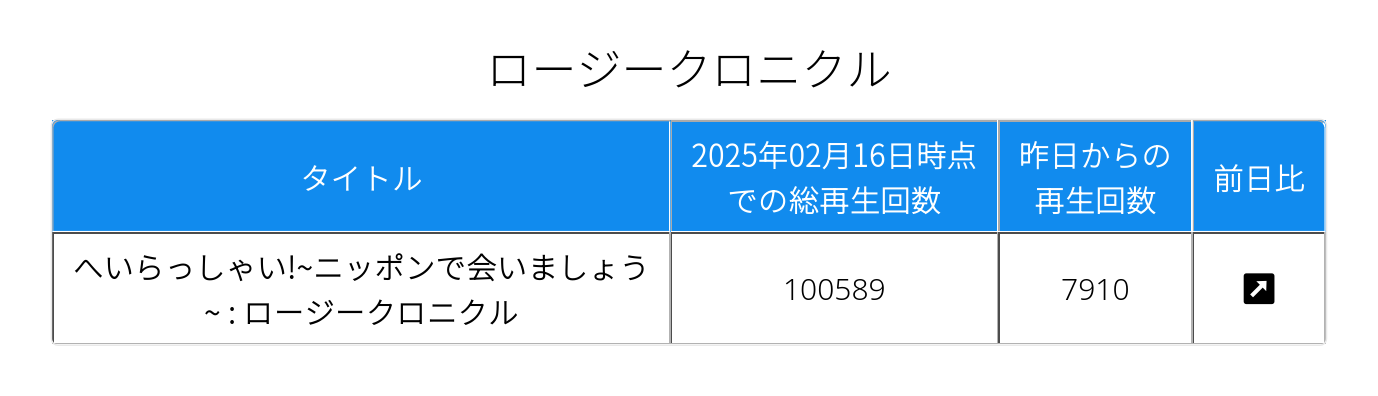 ロージークロニクル
タイトル
2025年02月16日時点
での総再生回数
昨日からの
再生回数
前日比
へいらっしゃい!~ニッポンで会いましょう
~ : ロージークロニクル
100589
7910
↗